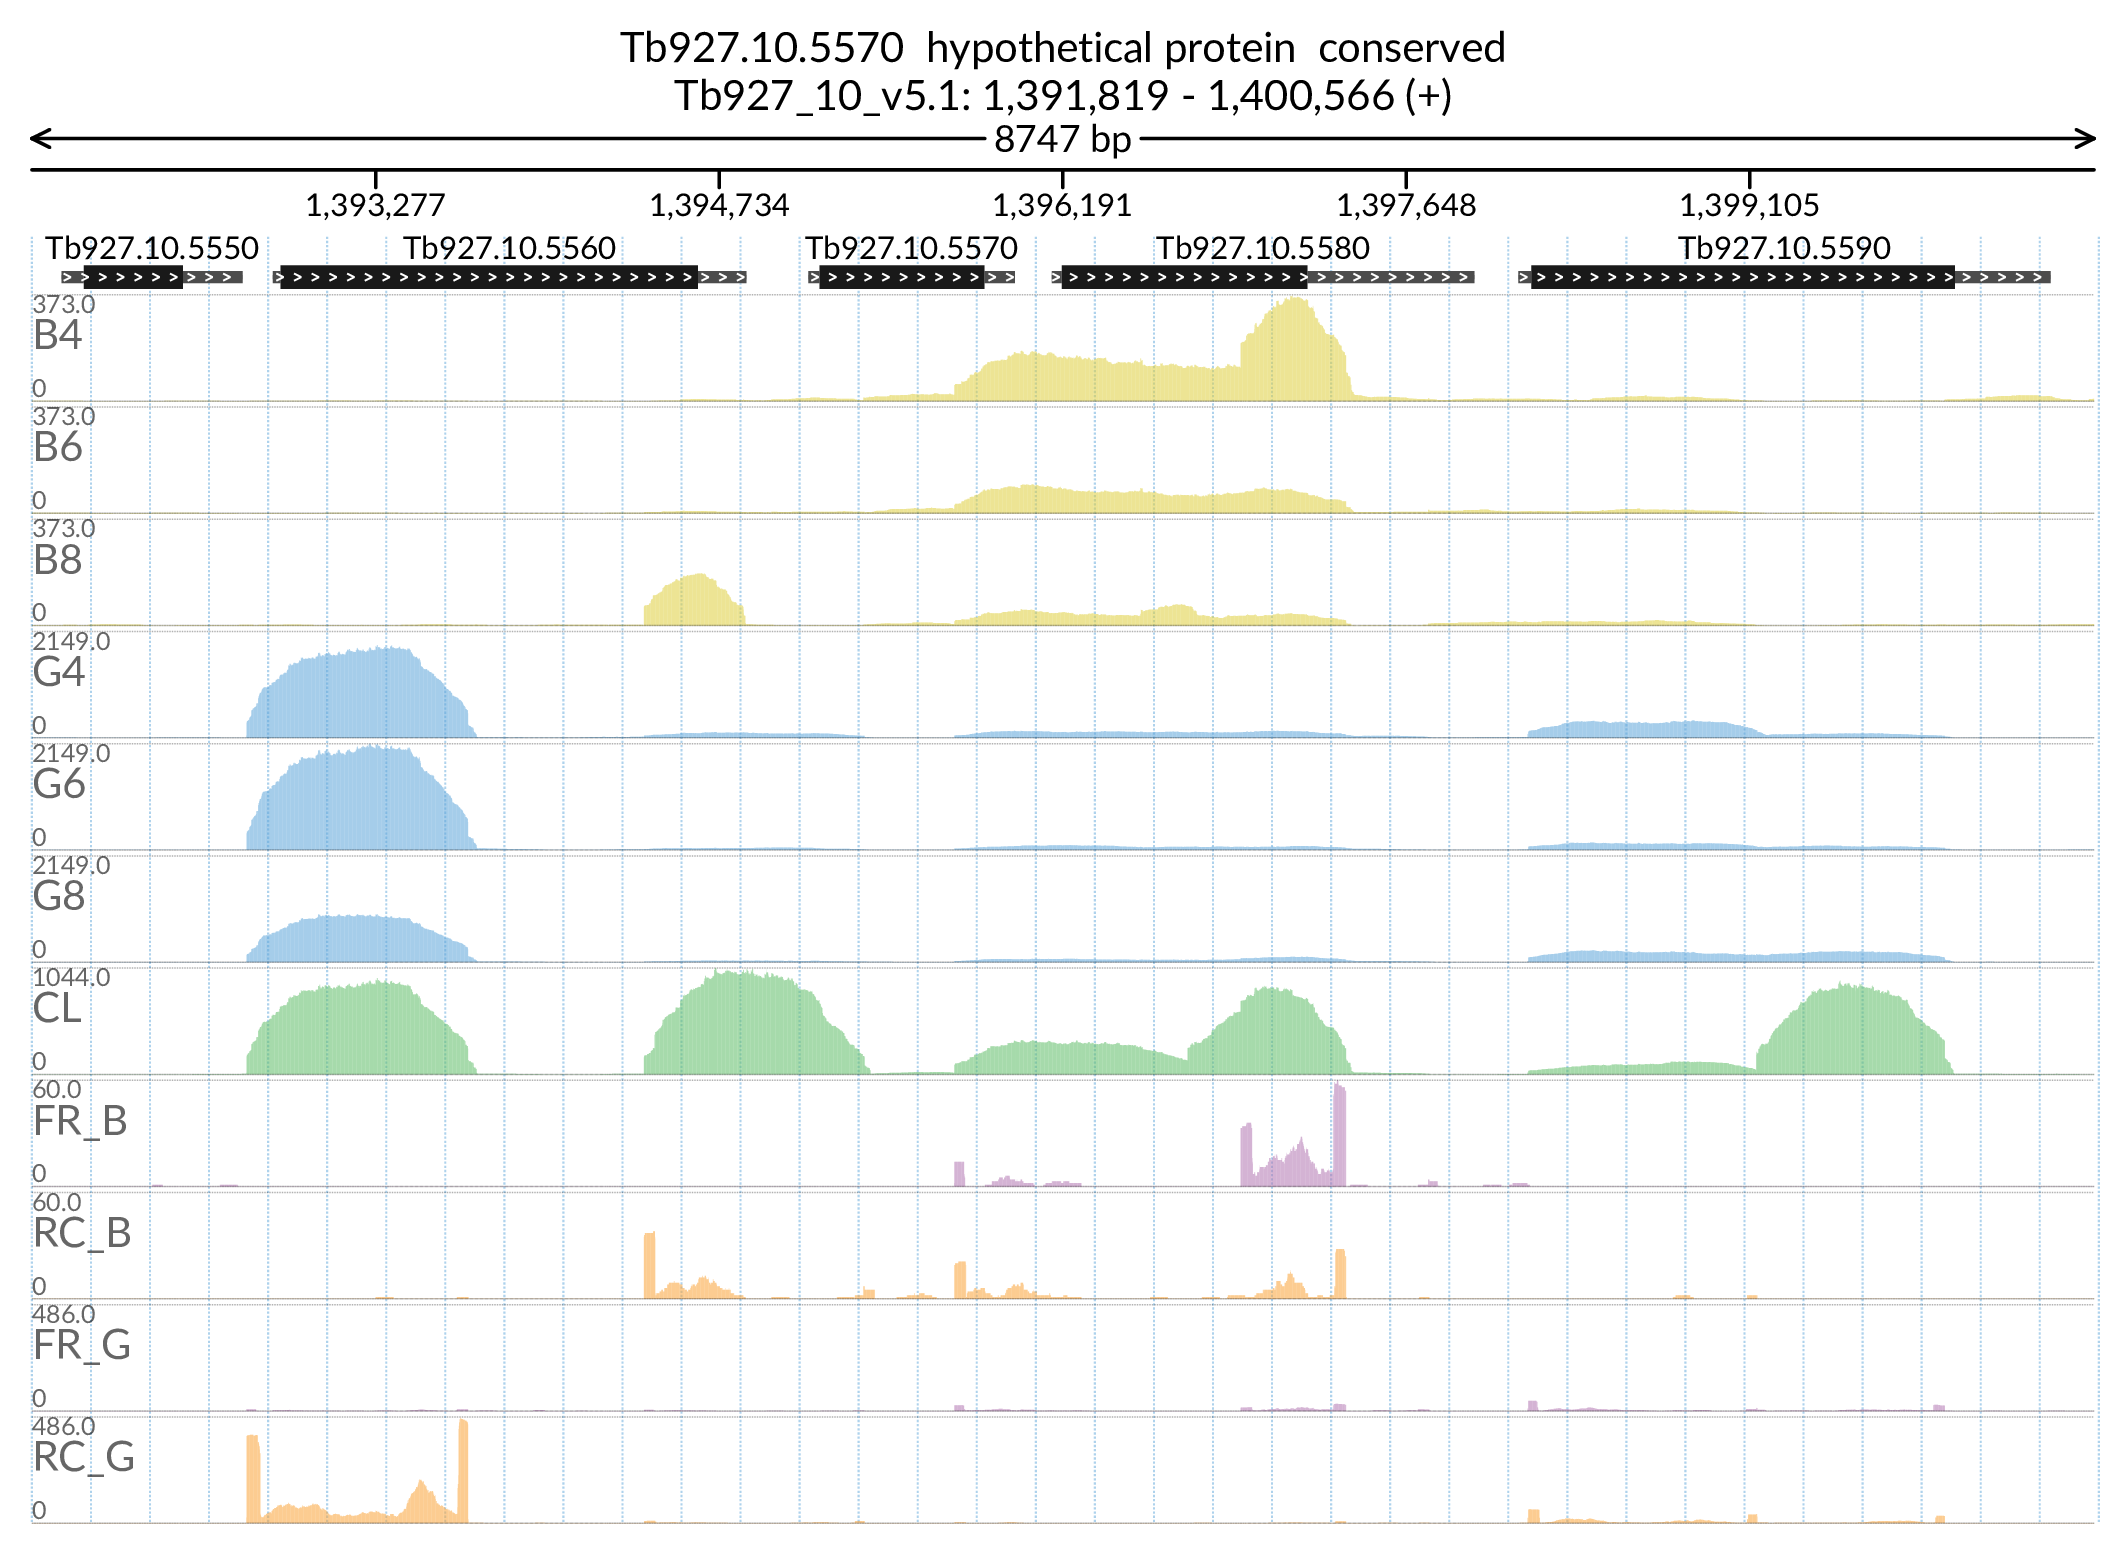 Tb927.10.5570 hypothetical protein conserved
Tb927_10_v5.1: 1,391,819 - 1,400,566 (+)
8747 bp
1,393,277 1,394,734 1,396,191 1,397,648 1,399,105
Tb927.10.5550 Tb927.10.5560 Tb927.10.5570 Tb927.10.5580 Tb927.10.5590
373.0
B4
0
373.0
B6
0
373.0
B8
0
2149.0
G4
0
2149.0
G6
0
2149.0
G8
0
1044.0
CL
0
60.0
FR_B
0
60.0
RC_B
0
486.0
FR_G
0
486.0
RC_G
0